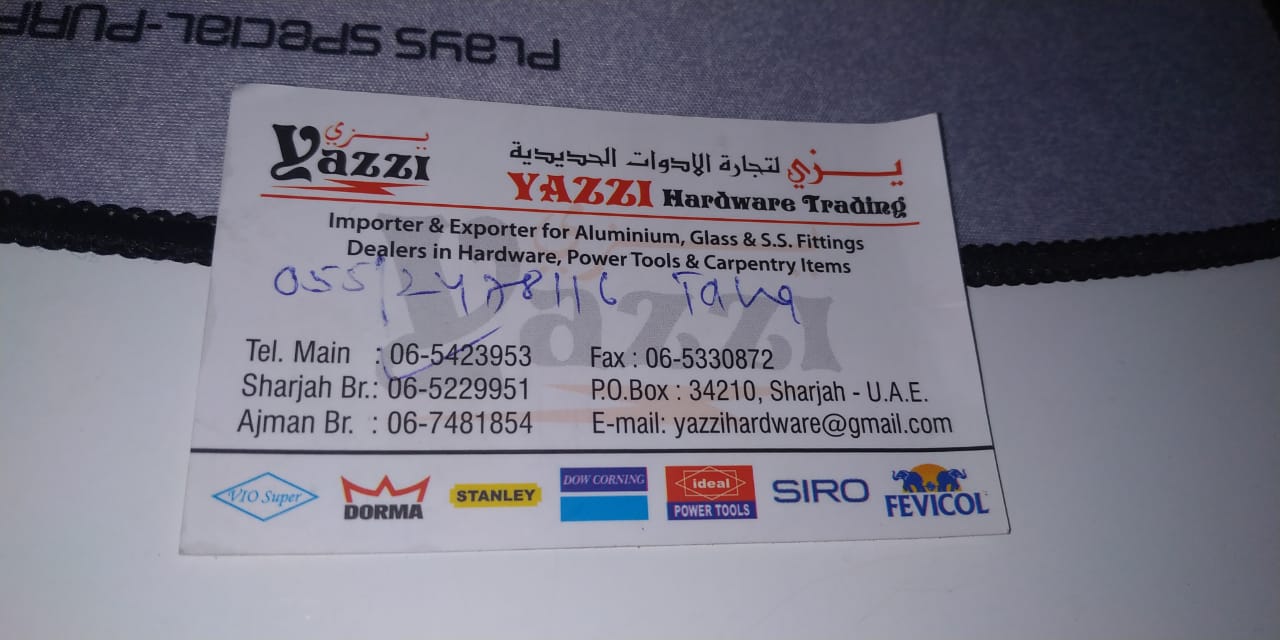 PLAYS SPECIAL-PURP
يزي
Yazzi
يزي لتجارة الادوات الحديدية
YAZZI Hardware Trading
Importer & Exporter for Aluminium, Glass & S.S. Fittings
Dealers in Hardware, Power Tools & Carpentry Items
055
Yazzi
Tel. Main : 06-5423953
Fax : 06-5330872
Sharjah Br.: 06-5229951
P.O.Box : 34210, Sharjah - U.A.E.
Ajman Br. : 06-7481854
E-mail: yazzihardware@gmail.com
VIO Super
DORMA
STANLEY
DOW CORNING
ideal
POWER TOOLS
SIRO
FEVICOL